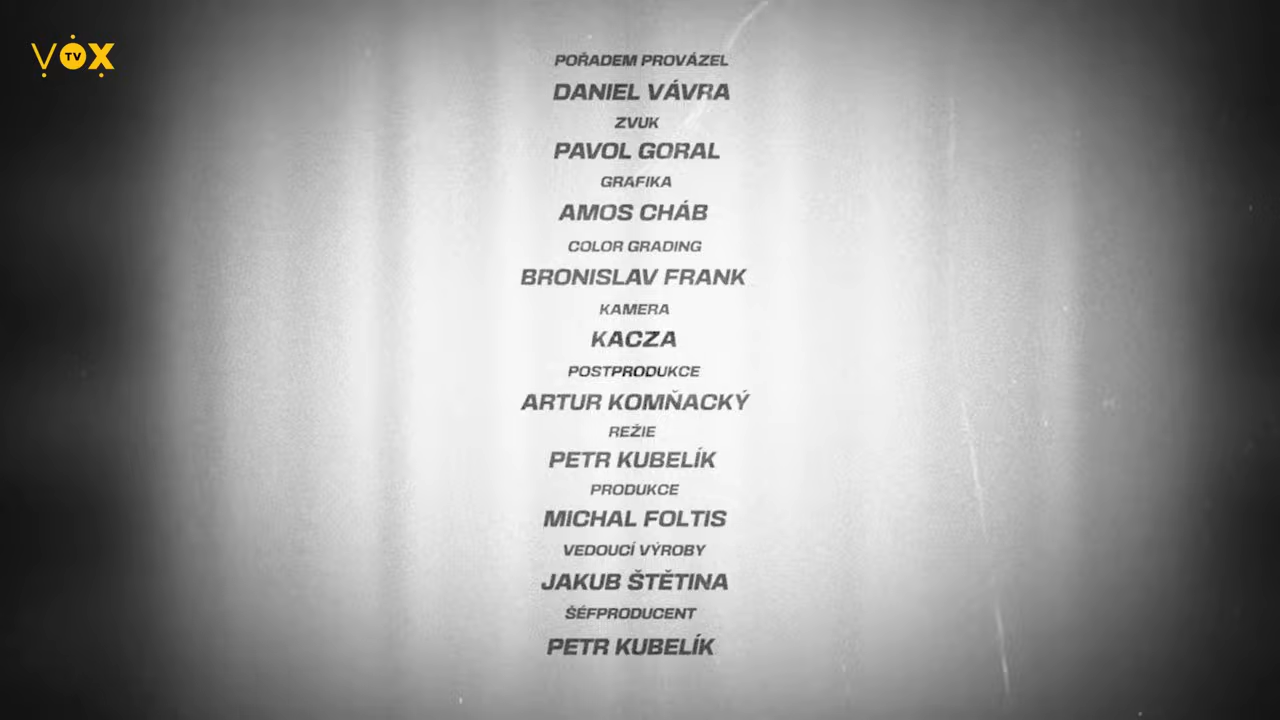 VOX
TV
POŘADEM PROVÁZEL
DANIEL VÁVRA
ZVUK
PAVOL GORAL
GRAFIKA
AMOS CHÁB
COLOR GRADING
BRONISLAV FRANK
KAMERA
KACZA
POSTPRODUKCE
ARTUR KOMŇACKÝ
REŽIE
PETR KUBELÍK
PRODUKCE
MICHAL FOLTIS
VEDOUCÍ VÝROBY
JAKUB ŠTĚTINA
ŠÉFPRODUCENT
PETR KUBELÍK